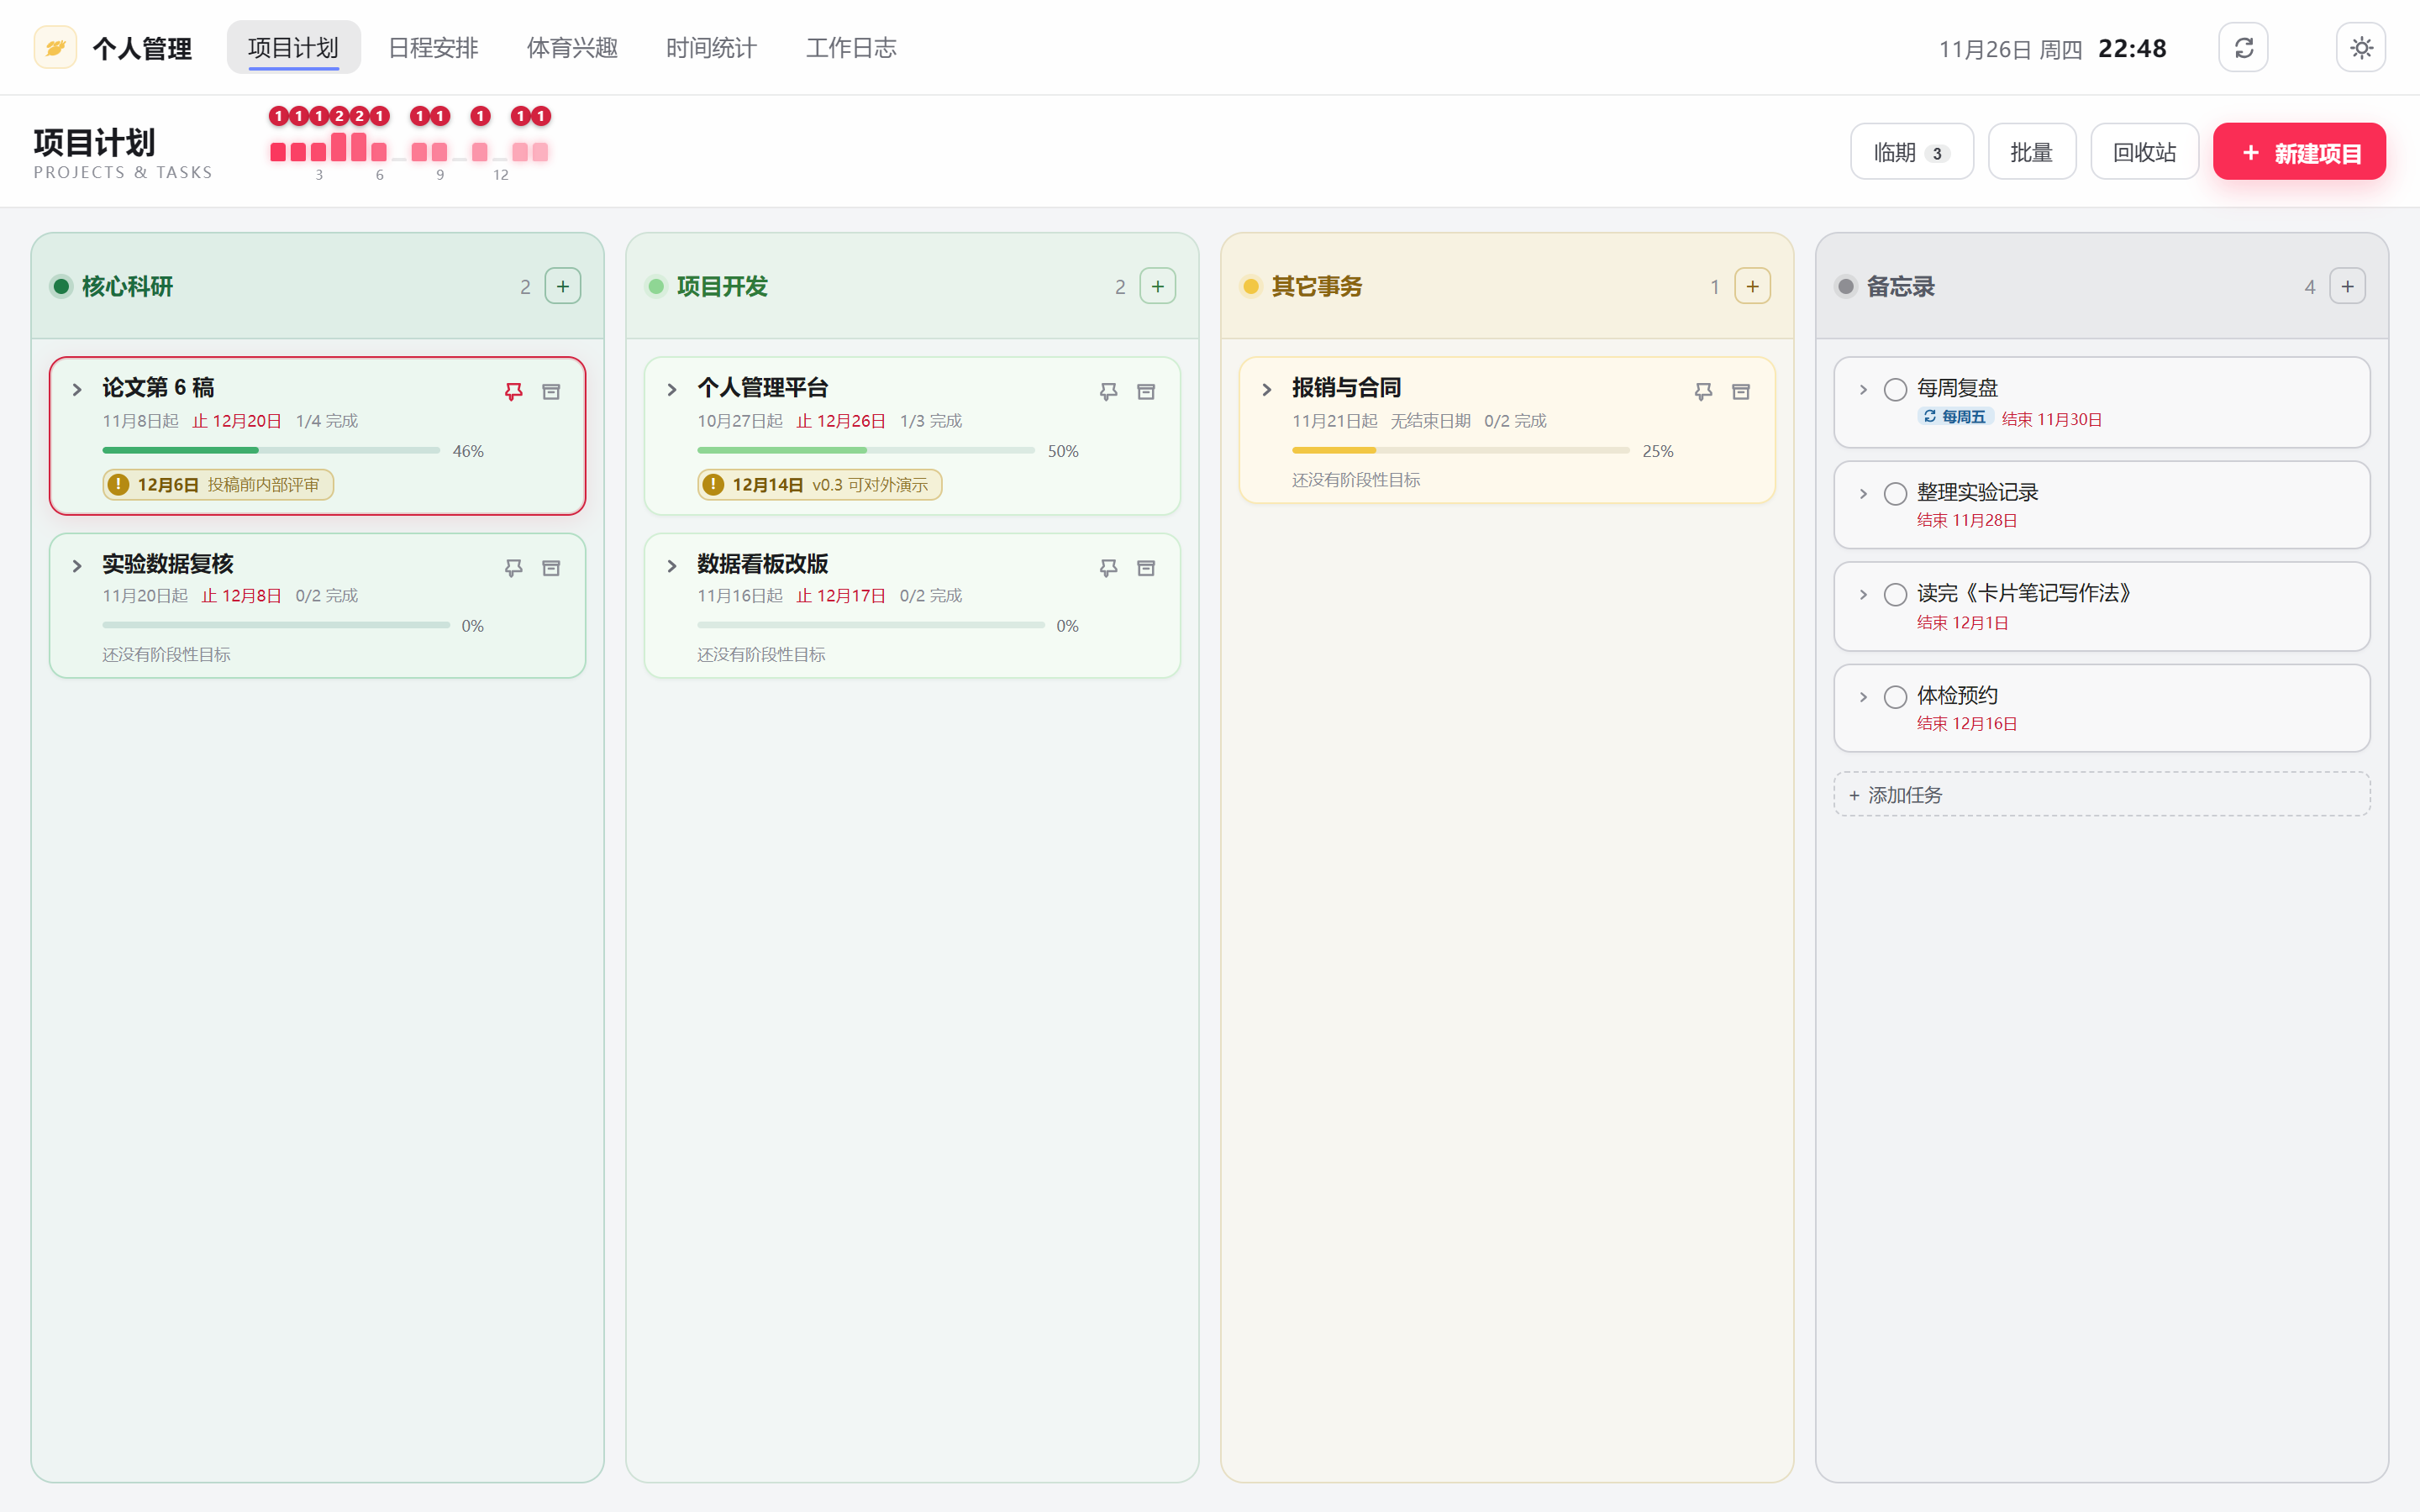 个人管理
项目计划
日程安排
体育兴趣
时间统计
工作日志
11月26日 周四 22:48
项目计划
PROJECTS & TASKS
1 1 1 2 2 1 1 1 1 1 1
3 6 9 12
临期 3
批量
回收站
+ 新建项目
核心科研 2 +
论文第 6 稿
11月8日起 止 12月20日 1/4 完成
46%
! 12月6日 投稿前内部评审
实验数据复核
11月20日起 止 12月8日 0/2 完成
0%
还没有阶段性目标
项目开发 2 +
个人管理平台
10月27日起 止 12月26日 1/3 完成
50%
! 12月14日 v0.3 可对外演示
数据看板改版
11月16日起 止 12月17日 0/2 完成
0%
还没有阶段性目标
其它事务 1 +
报销与合同
11月21日起 无结束日期 0/2 完成
25%
还没有阶段性目标
备忘录 4 +
每周复盘
每周五 结束 11月30日
整理实验记录
结束 11月28日
读完《卡片笔记写作法》
结束 12月1日
体检预约
结束 12月16日
+ 添加任务